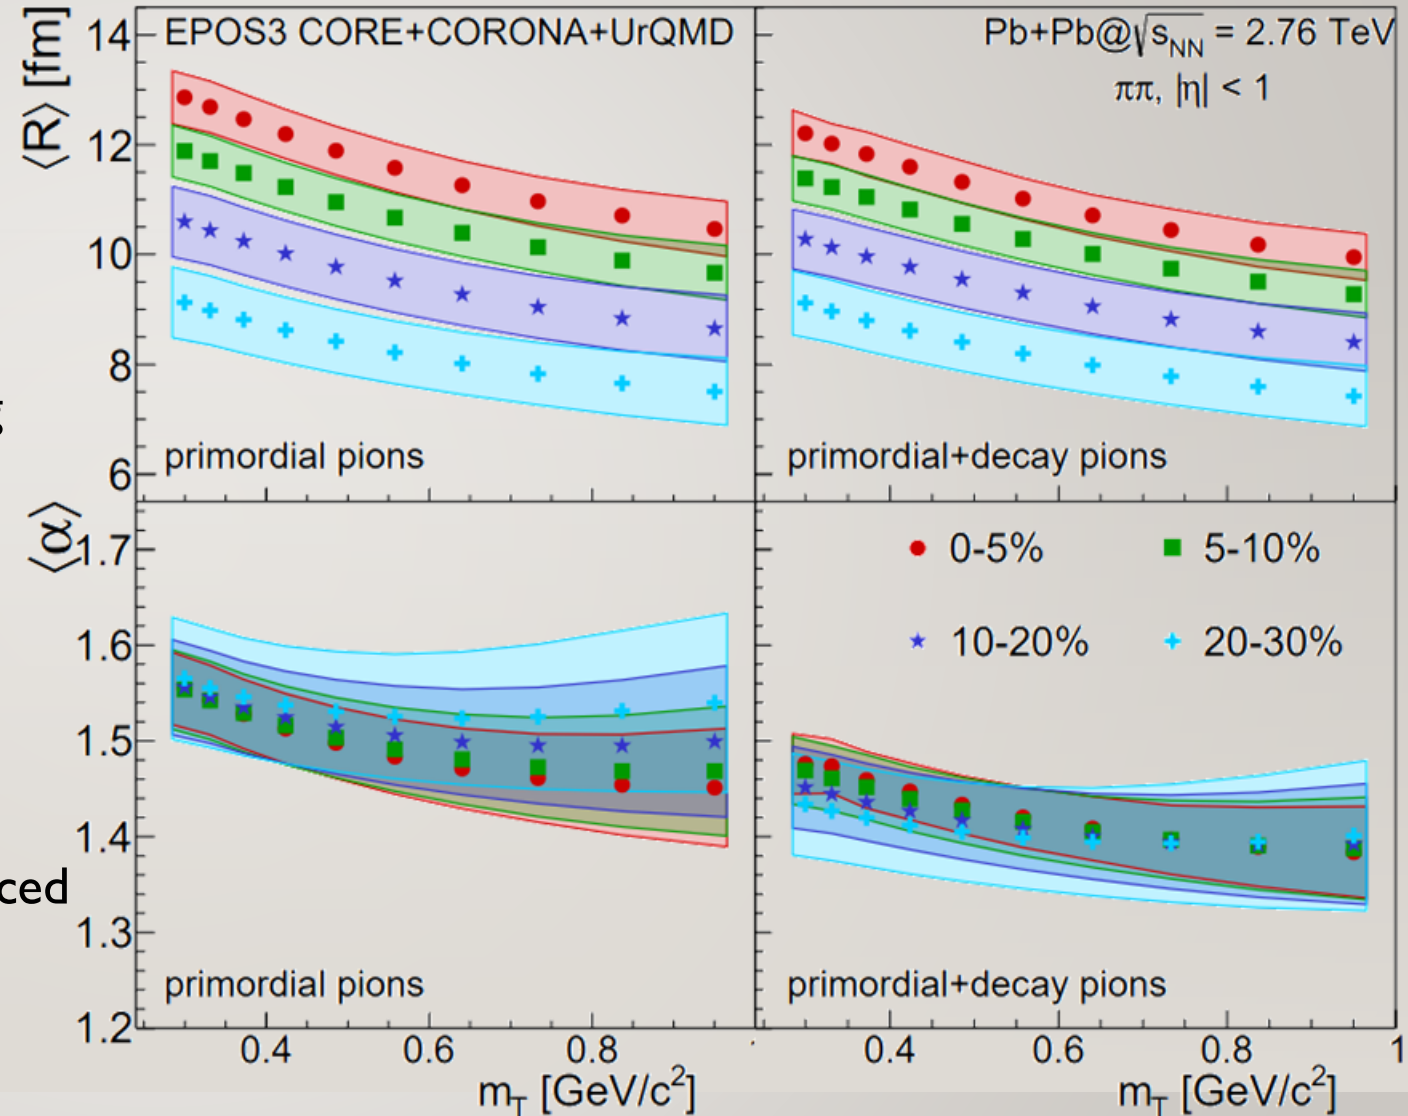 14
12
10
8
6
⟨R⟩ [fm]
EPOS3 CORE+CORONA+UrQMD
Pb+Pb@√sNN = 2.76 TeV
ππ, |η| < 1
g
primordial pions
primordial+decay pions
⟨α⟩
1.7
1.6
1.5
1.4
1.3
1.2
0-5%
5-10%
10-20%
20-30%
ced
primordial pions
primordial+decay pions
0.4 0.6 0.8
0.4 0.6 0.8 1
mT [GeV/c²]
mT [GeV/c²]